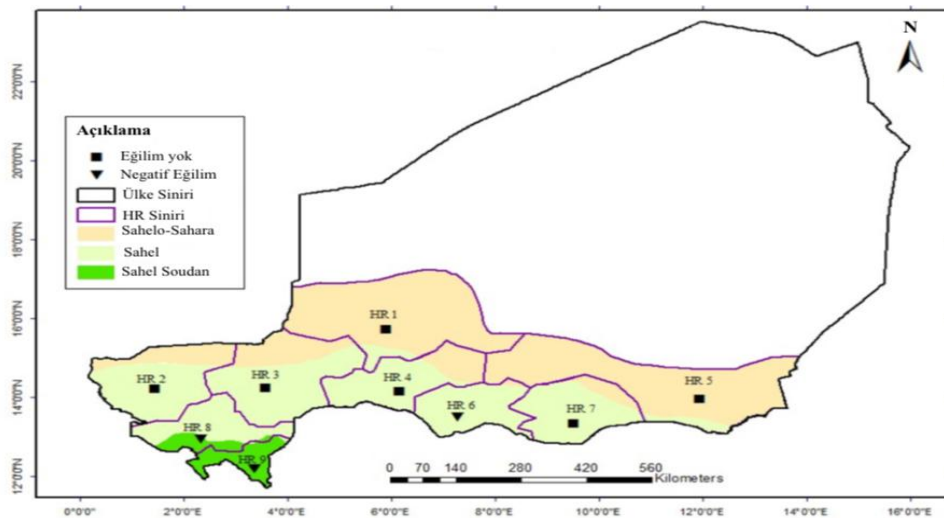 N
Açıklama
Eğilim yok
Negatif Eğilim
Ülke Siniri
HR Siniri
Sahelo-Sahara
Sahel
Sahel Soudan
HR 1
HR 2
HR 3
HR 4
HR 5
HR 6
HR 7
HR 8
HR 9
0 70 140 280 420 560
Kilometers
22°0'0"N
20°0'0"N
18°0'0"N
16°0'0"N
14°0'0"N
12°0'0"N
0°0'0" 2°0'0"E 4°0'0"E 6°0'0"E 8°0'0"E 10°0'0"E 12°0'0"E 14°0'0"E 16°0'0"E